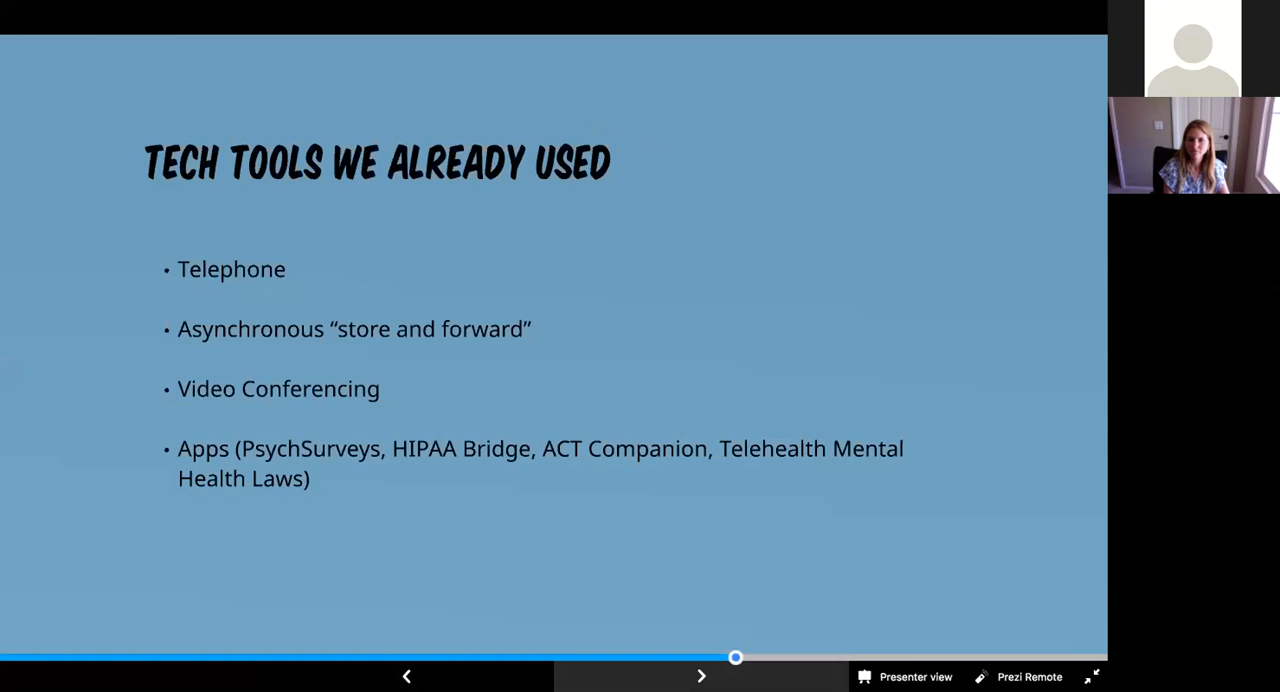 TECH TOOLS WE ALREADY USED
• Telephone
• Asynchronous “store and forward”
• Video Conferencing
• Apps (PsychSurveys, HIPAA Bridge, ACT Companion, Telehealth Mental
Health Laws)
Presenter view
Prezi Remote